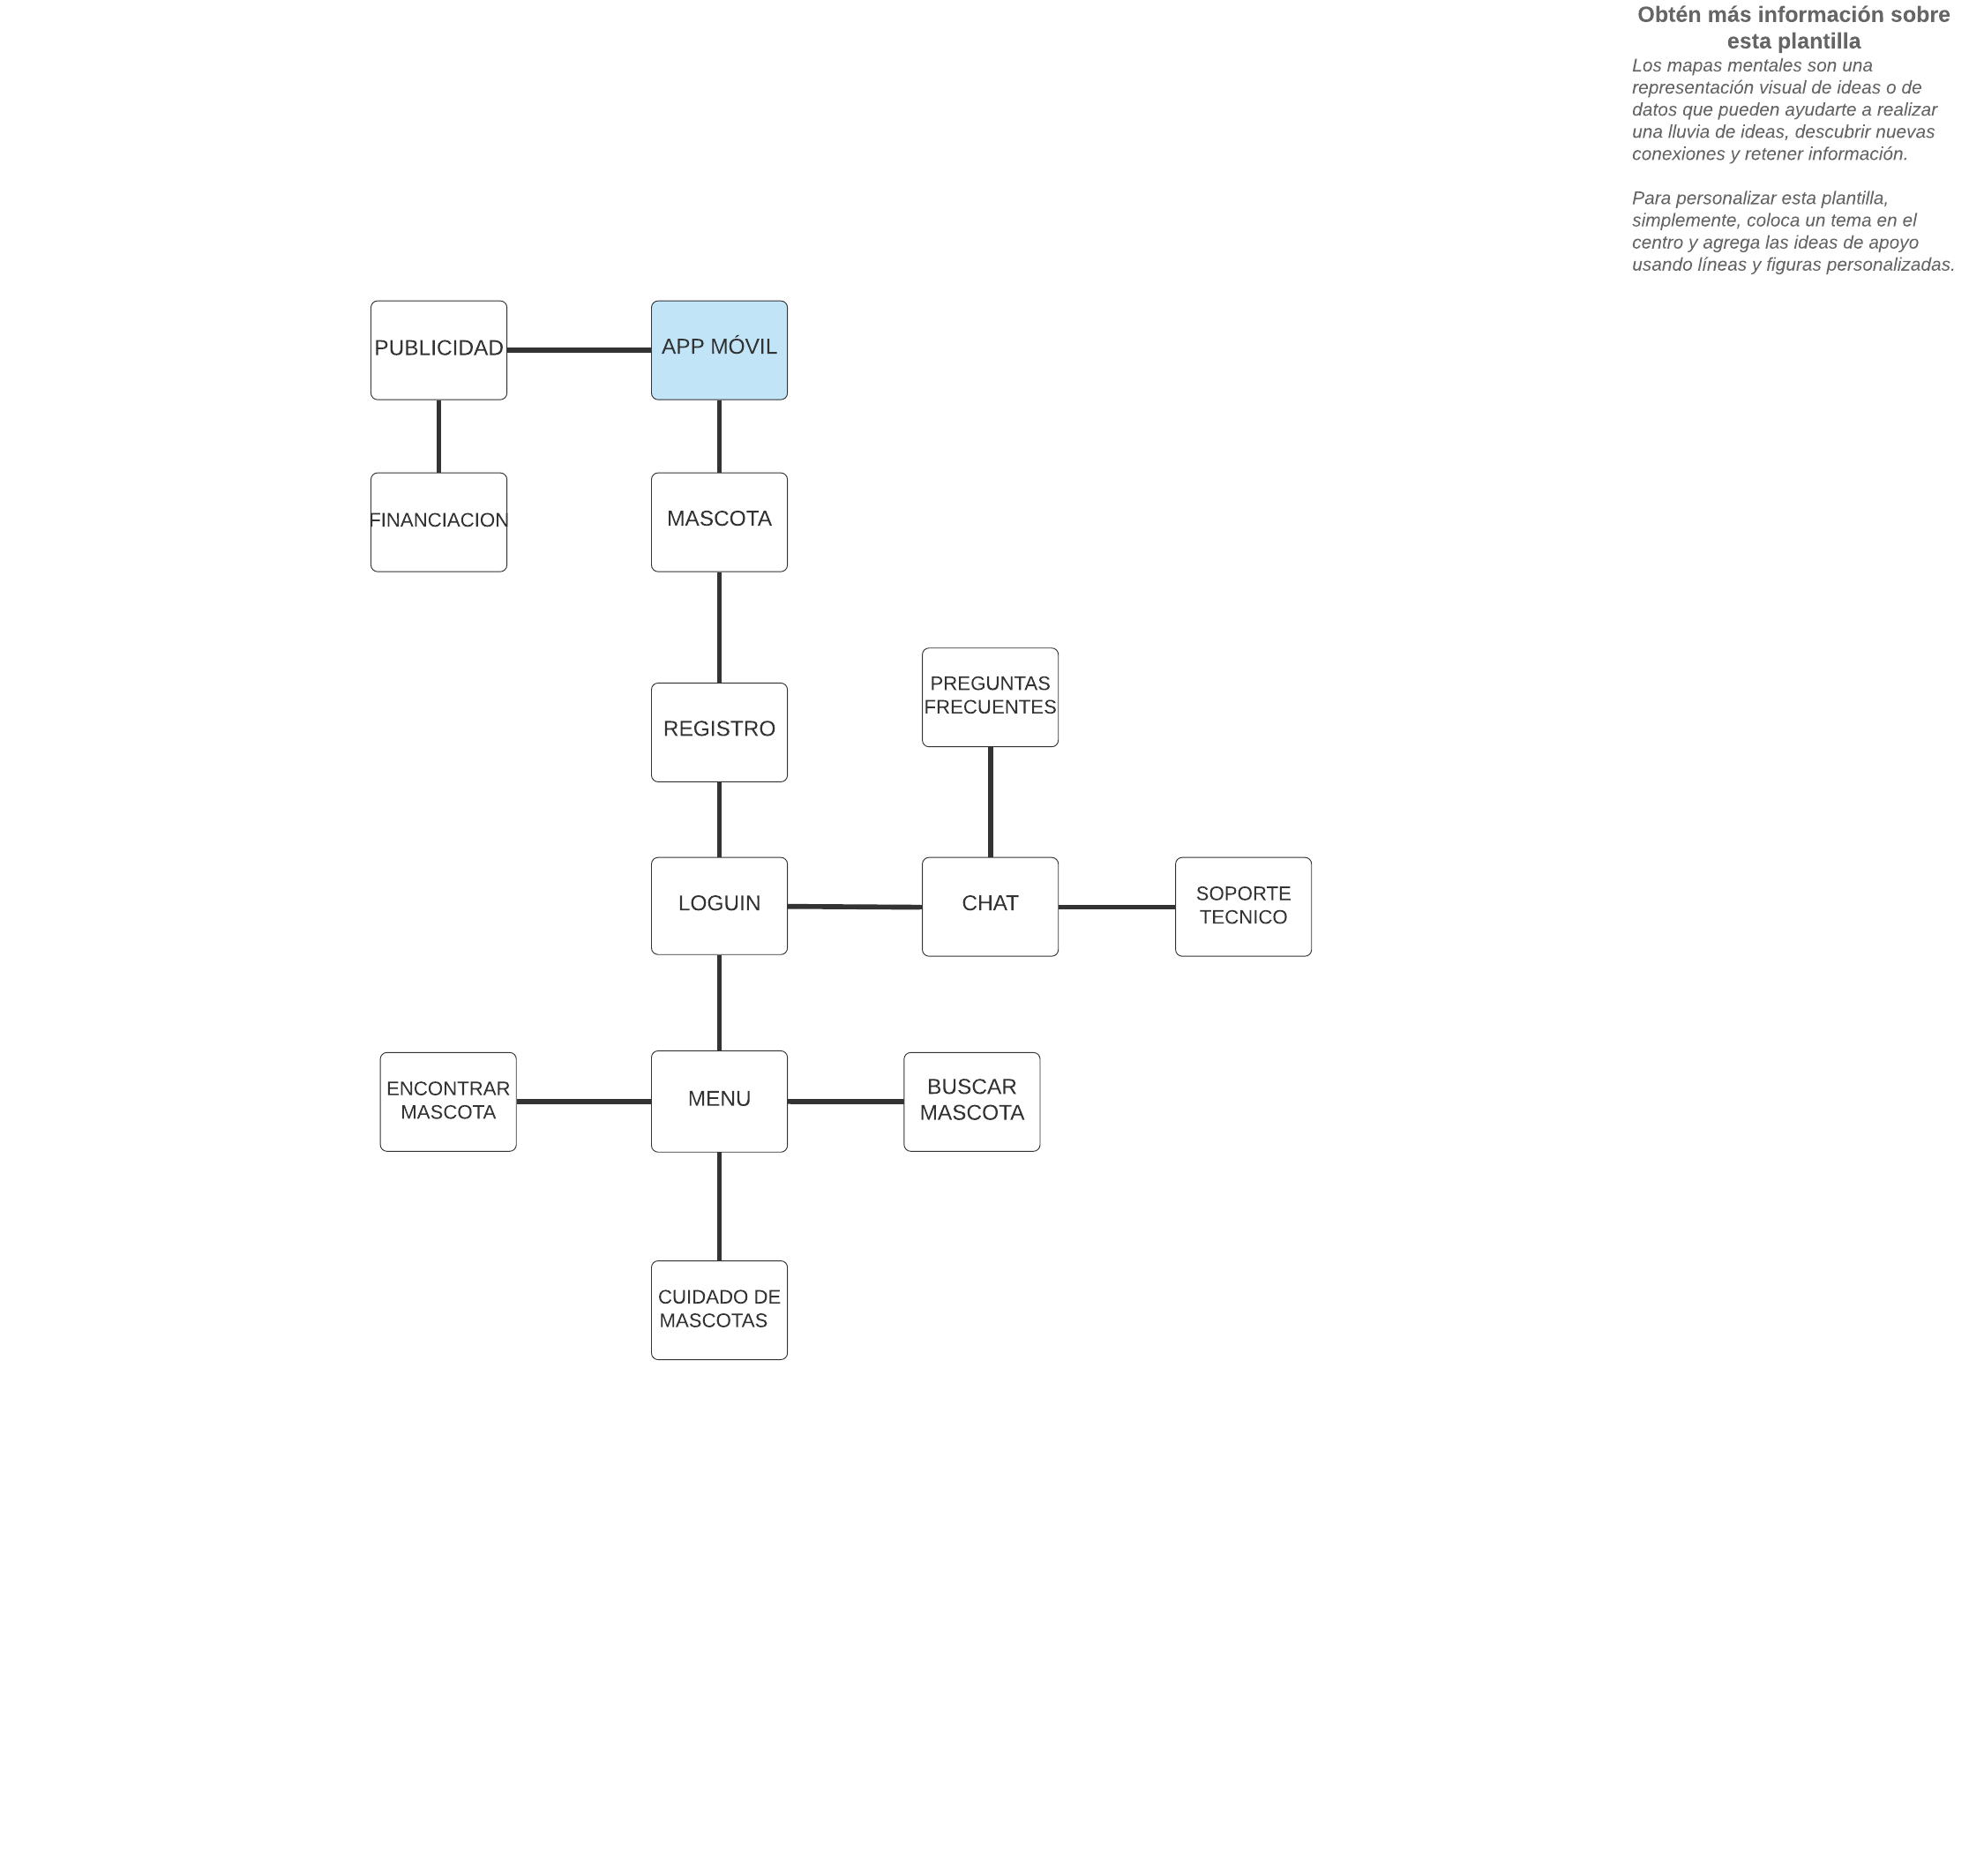 Obtén más información sobre
esta plantilla
Los mapas mentales son una
representación visual de ideas o de
datos que pueden ayudarte a realizar
una lluvia de ideas, descubrir nuevas
conexiones y retener información.
Para personalizar esta plantilla,
simplemente, coloca un tema en el
centro y agrega las ideas de apoyo
usando líneas y figuras personalizadas.
PUBLICIDAD
APP MÓVIL
FINANCIACION
MASCOTA
REGISTRO
PREGUNTAS
FRECUENTES
LOGUIN
CHAT
SOPORTE
TECNICO
ENCONTRAR
MASCOTA
MENU
BUSCAR
MASCOTA
CUIDADO DE
MASCOTAS